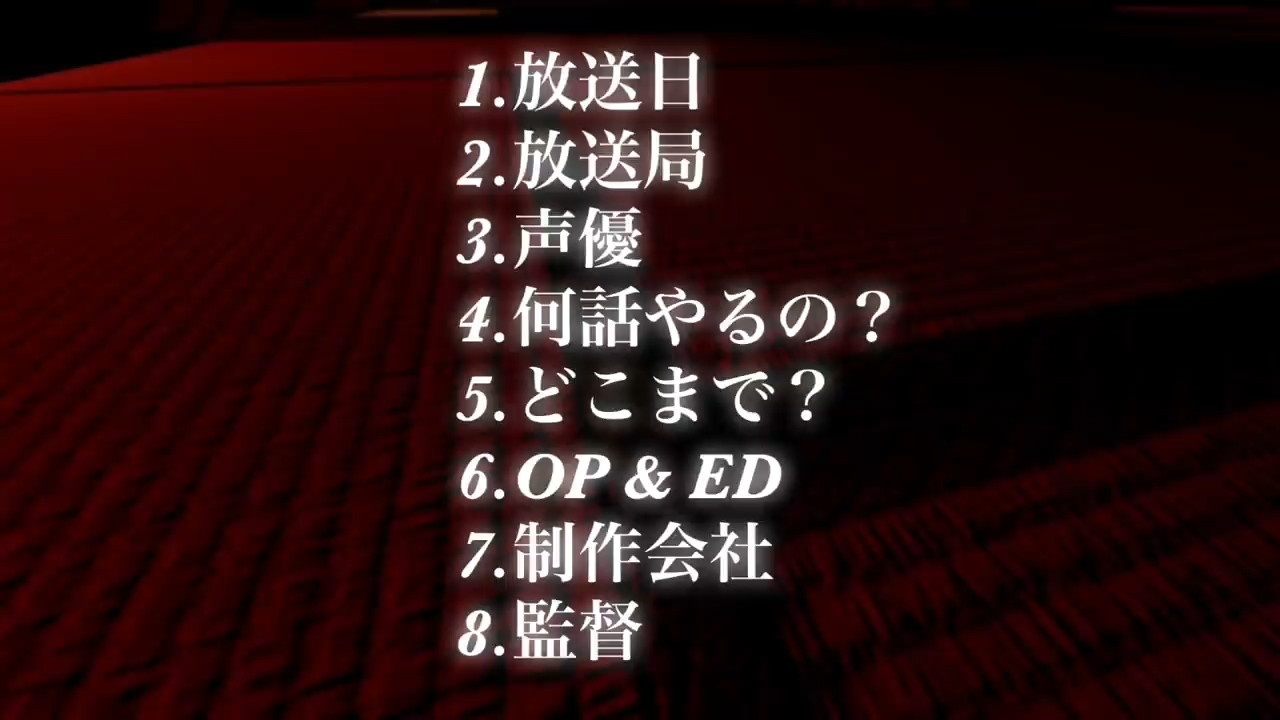 1.放送日
2.放送局
3.声優
4.何話やるの？
5.どこまで？
6.OP & ED
7.制作会社
8.監督